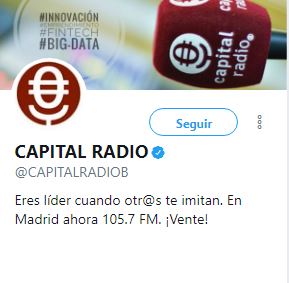 #INNOVACIÓN
#EMPRENDIMIENTO
#FINTECH
#BIG-DATA
capital
radio.
Seguir
CAPITAL RADIO
@CAPITALRADIOB
Eres líder cuando otr@s te imitan. En
Madrid ahora 105.7 FM. ¡Vente!